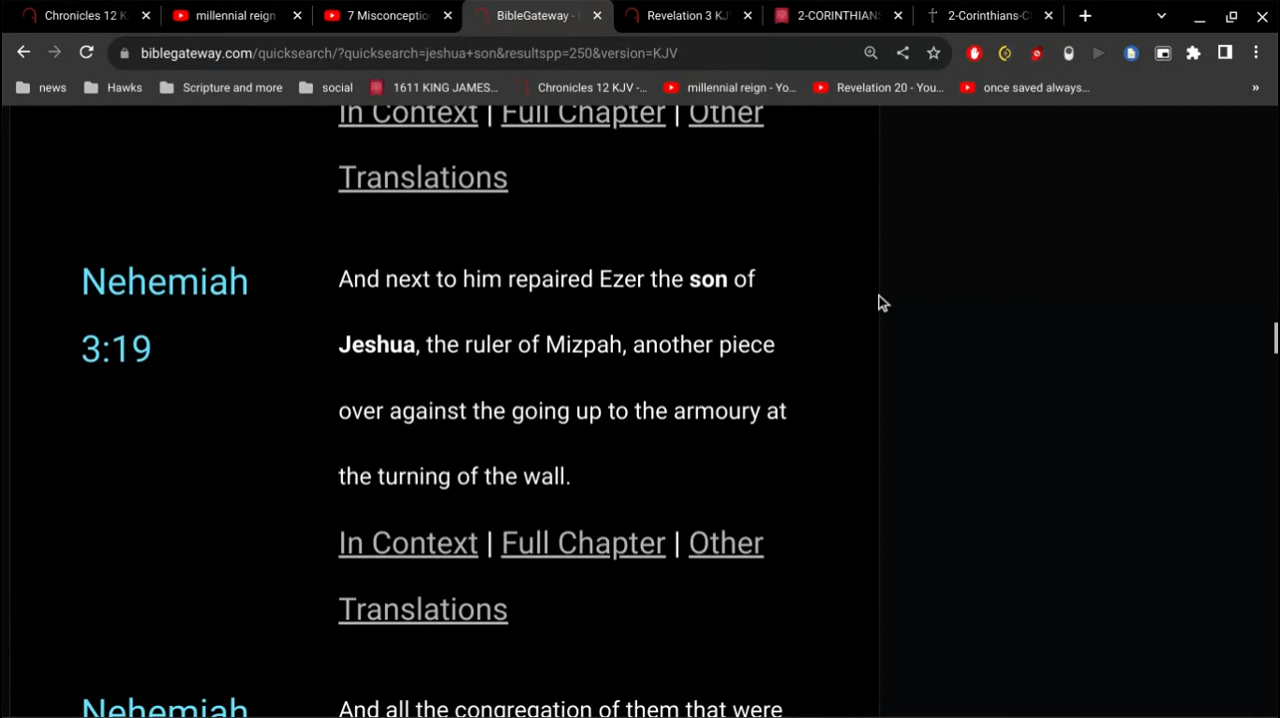 Chronicles 12 K
millennial reign
7 Misconceptio
BibleGateway -
Revelation 3 KJV
2-CORINTHIANS
2-Corinthians-C
biblegateway.com/quicksearch/?quicksearch=jeshua+son&resultspp=250&version=KJV
news
Hawks
Scripture and more
social
1611 KING JAMES...
Chronicles 12 KJV -...
millennial reign - Yo...
Revelation 20 - You...
once saved always...
»
In Context | Full Chapter | Other
Translations
Nehemiah
3:19
And next to him repaired Ezer the son of
Jeshua, the ruler of Mizpah, another piece
over against the going up to the armoury at
the turning of the wall.
In Context | Full Chapter | Other
Translations
Nehemiah
And all the congregation of them that were